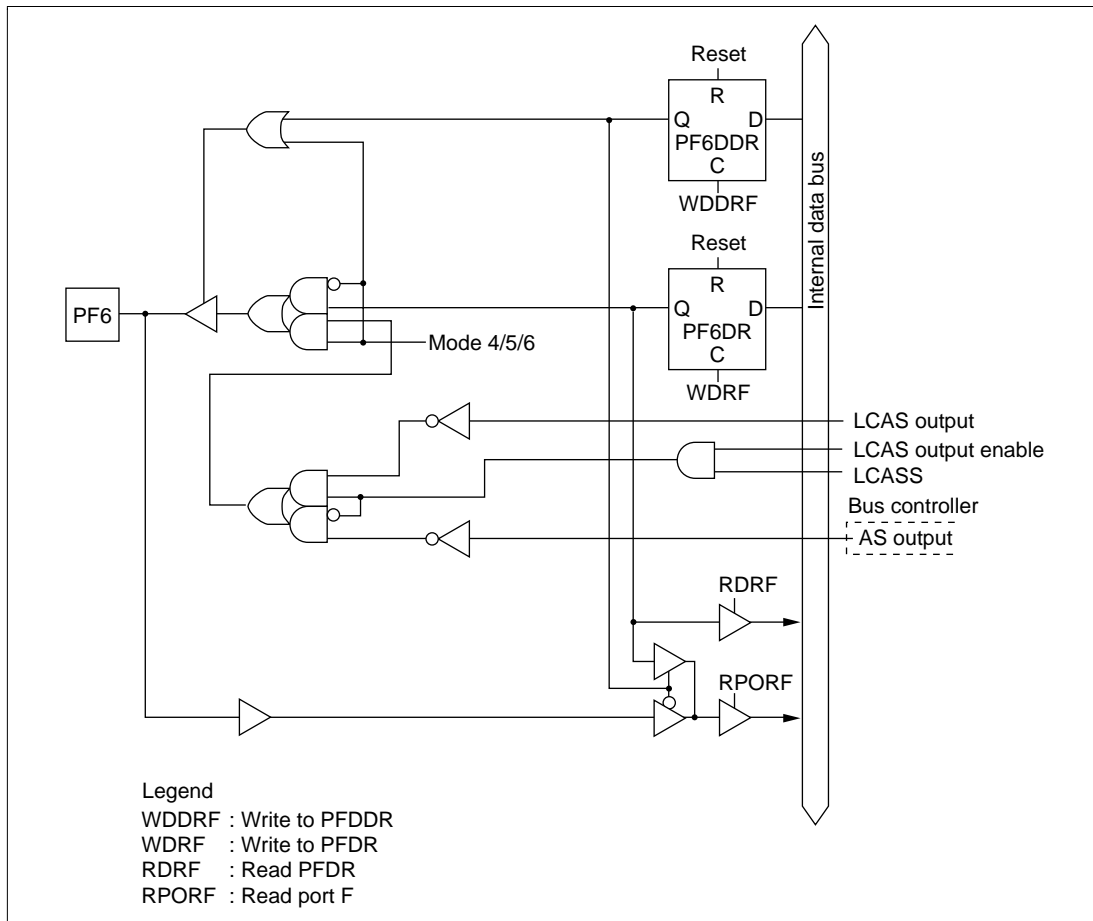 Reset
R
Q D
PF6DDR
C
WDDRF
Reset
R
Q D
PF6DR
C
WDRF
Internal data bus
PF6
Mode 4/5/6
LCAS output
LCAS output enable
LCASS
Bus controller
AS output
RDRF
RPORF
Legend
WDDRF : Write to PFDDR
WDRF : Write to PFDR
RDRF : Read PFDR
RPORF : Read port F